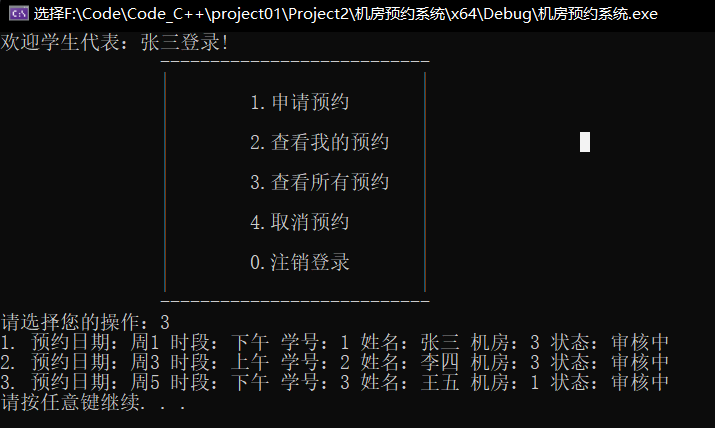 选择F:\Code\Code_C++\project01\Project2\机房预约系统\x64\Debug\机房预约系统.exe
欢迎学生代表：张三登录!
---------------------------
1.申请预约
2.查看我的预约
3.查看所有预约
4.取消预约
0.注销登录
---------------------------
请选择您的操作：3
1. 预约日期：周1 时段：下午 学号：1 姓名：张三 机房：3 状态：审核中
2. 预约日期：周3 时段：上午 学号：2 姓名：李四 机房：3 状态：审核中
3. 预约日期：周5 时段：下午 学号：3 姓名：王五 机房：1 状态：审核中
请按任意键继续. . .